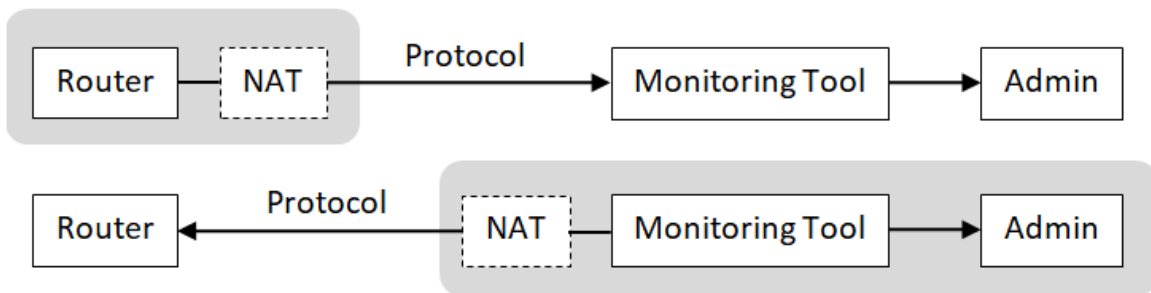 Router NAT Protocol Monitoring Tool Admin
Router Protocol NAT Monitoring Tool Admin